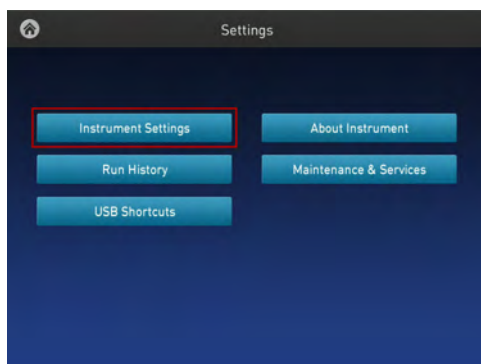 Settings
Instrument Settings
About Instrument
Run History
Maintenance & Services
USB Shortcuts